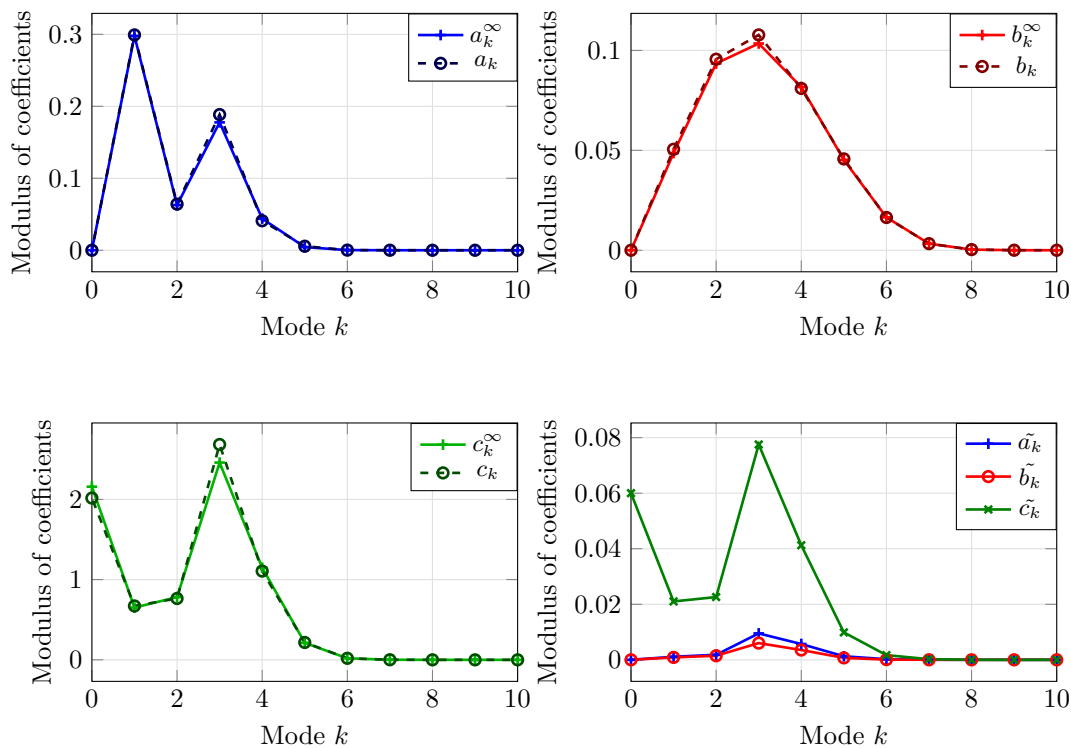 0 2 4 6 8 10
0
0.1
0.2
0.3
Mode k
Modulus of coefficients
a_k^∞
a_k
0 2 4 6 8 10
0
0.05
0.1
Mode k
Modulus of coefficients
b_k^∞
b_k
0 2 4 6 8 10
0
1
2
Mode k
Modulus of coefficients
c_k^∞
c_k
0 2 4 6 8 10
0
0.02
0.04
0.06
0.08
Mode k
Modulus of coefficients
ã_k
b̃_k
c̃_k